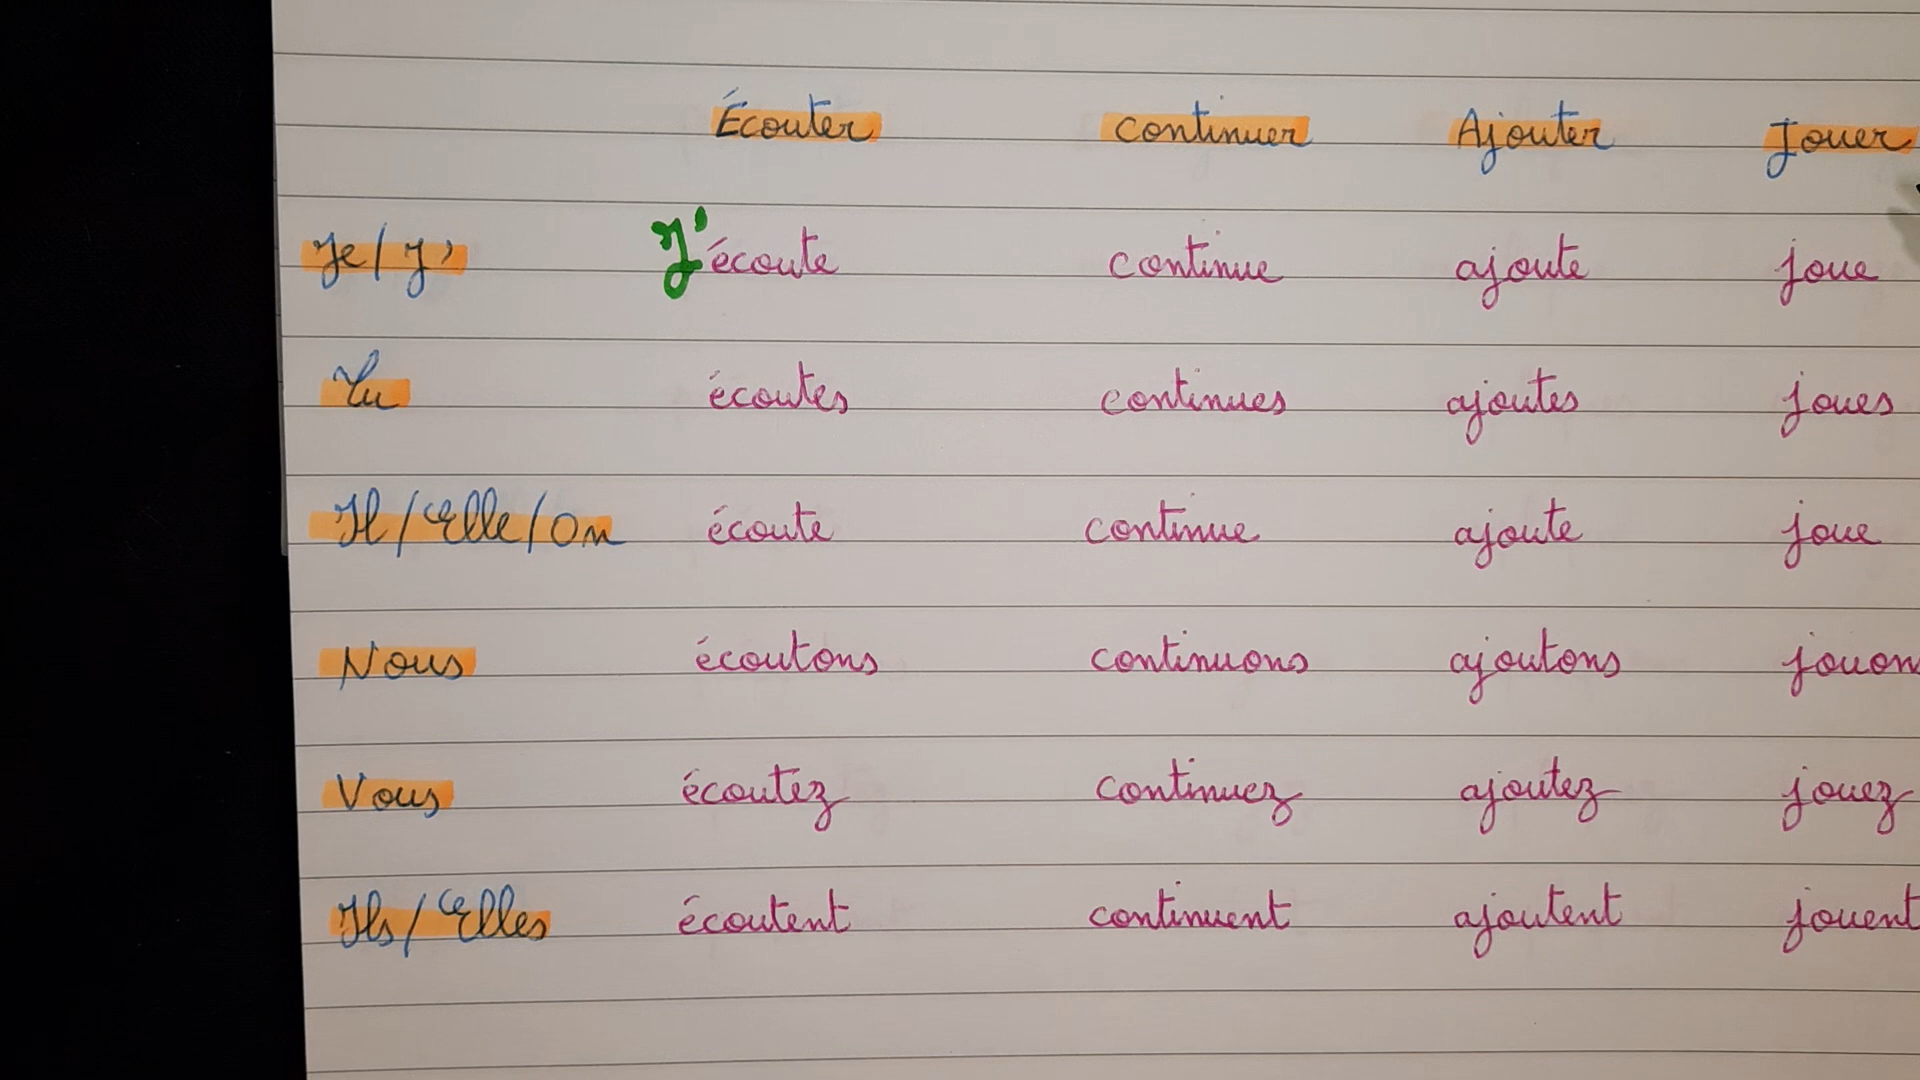 Écouter continuer Ajouter Jouer
Je/J' J'écoute continue ajoute joue
Tu écoutes continues ajoutes joues
Il/Elle/On écoute continue ajoute joue
Nous écoutons continuons ajoutons jouon
Vous écoutez continuez ajoutez jouez
Ils/Elles écoutent continuent ajoutent jouent